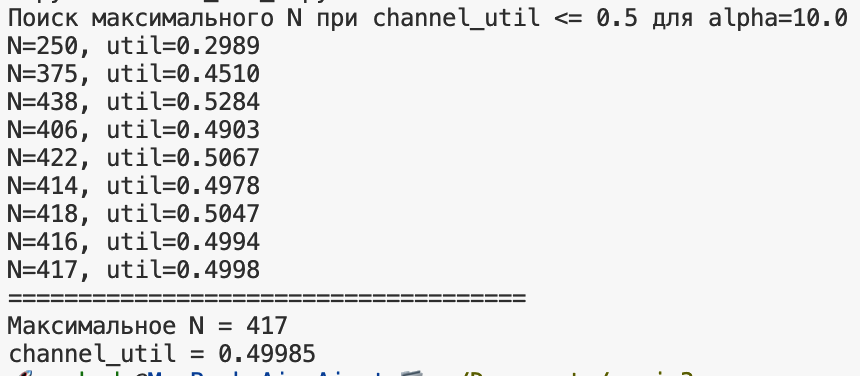 Поиск максимального N при channel_util <= 0.5 для alpha=10.0
N=250, util=0.2989
N=375, util=0.4510
N=438, util=0.5284
N=406, util=0.4903
N=422, util=0.5067
N=414, util=0.4978
N=418, util=0.5047
N=416, util=0.4994
N=417, util=0.4998
=====================================
Максимальное N = 417
channel_util = 0.49985